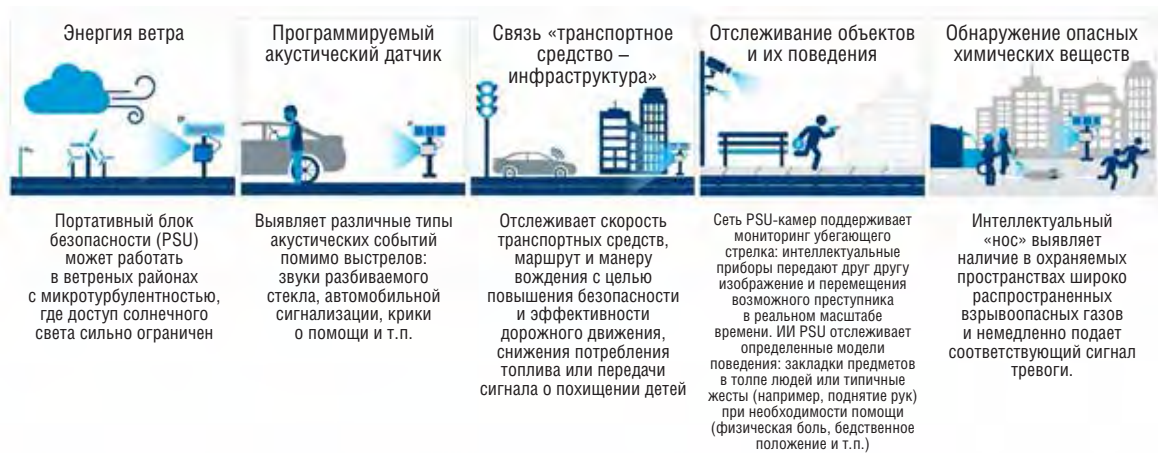 Энергия ветра
Портативный блок
безопасности (PSU)
может работать
в ветреных районах
с микротурбулентностью,
где доступ солнечного
света сильно ограничен
Программируемый
акустический датчик
Выявляет различные типы
акустических событий
помимо выстрелов:
звуки разбиваемого
стекла, автомобильной
сигнализации, крики
о помощи и т.п.
Связь «транспортное
средство –
инфраструктура»
Отслеживает скорость
транспортных средств,
маршрут и манеру
вождения с целью
повышения безопасности
и эффективности
дорожного движения,
снижения потребления
топлива или передачи
сигнала о похищении детей
Отслеживание объектов
и их поведения
Сеть PSU-камер поддерживает
мониторинг убегающего
стрелка: интеллектуальные
приборы передают друг другу
изображение и перемещения
возможного преступника
в реальном масштабе
времени. ИИ PSU отслеживает
определенные модели
поведения: закладки предметов
в толпе людей или типичные
жесты (например, поднятие рук)
при необходимости помощи
(физическая боль, бедственное
положение и т.п.)
Обнаружение опасных
химических веществ
Интеллектуальный
«нос» выявляет
наличие в охраняемых
пространствах широко
распространенных
взрывоопасных газов
и немедленно подает
соответствующий сигнал
тревоги.